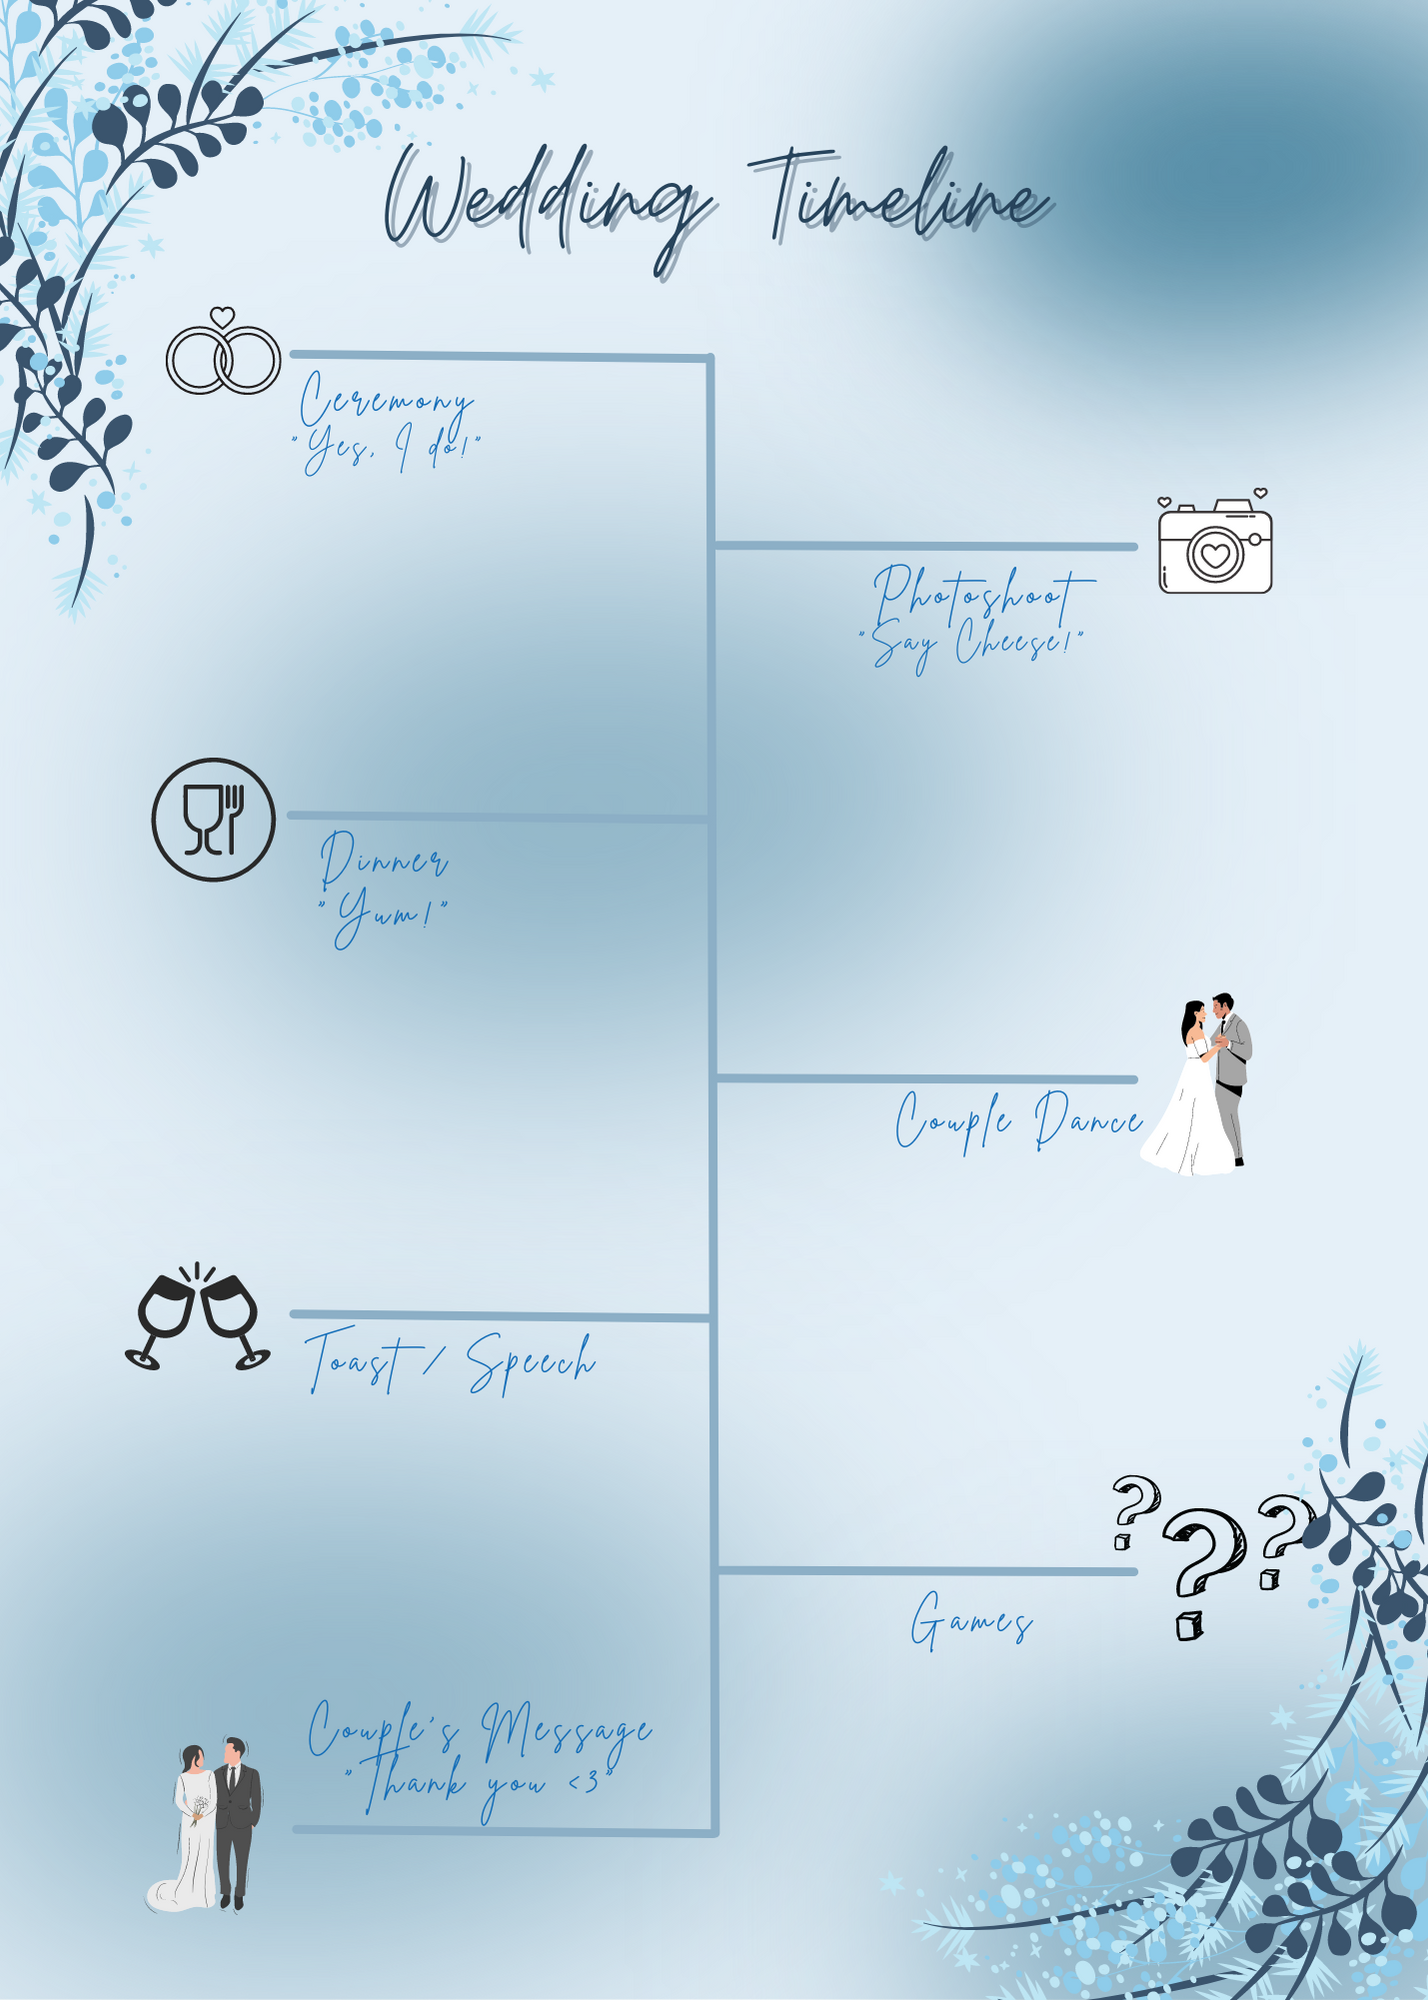 Wedding Timeline
Ceremony
"Yes, I do!"
Photoshoot
"Say Cheese!"
Dinner
"Yum!"
Couple Dance
Toast / Speech
Games
Couple's Message
"Thank you <3"